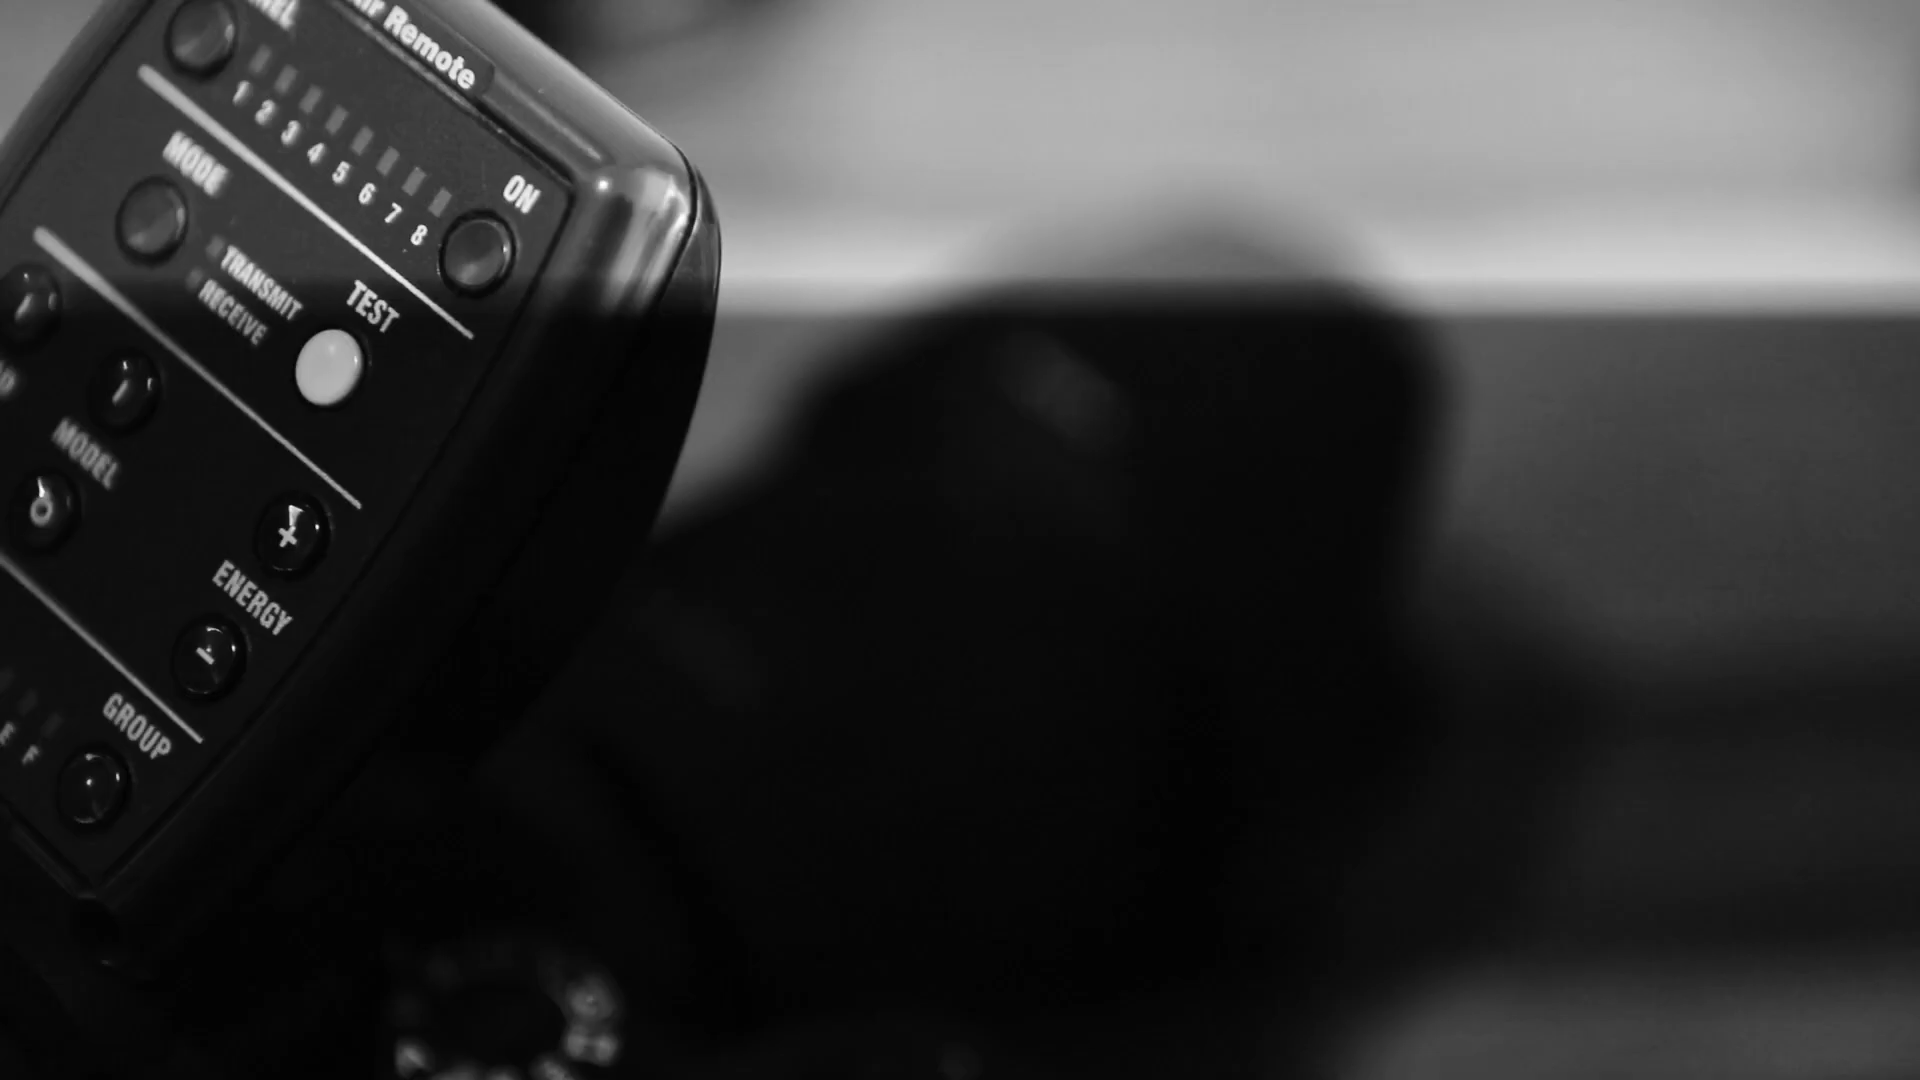 Remote
1 2 3 4 5 6 7 8
ON
MODE
TRANSMIT
RECEIVE
TEST
MODEL
+
ENERGY
-
GROUP
E F